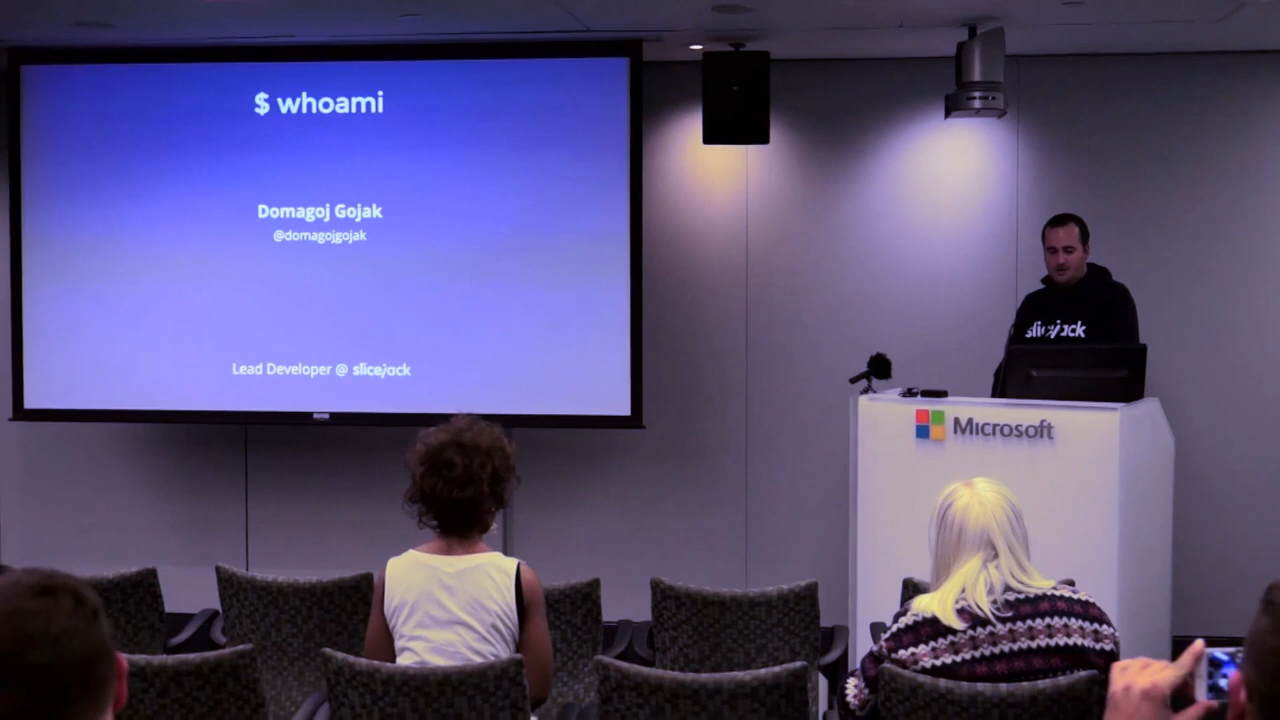 $ whoami
Domagoj Gojak
@domagojgojak
Lead Developer @ slicejack
slicejack
Microsoft